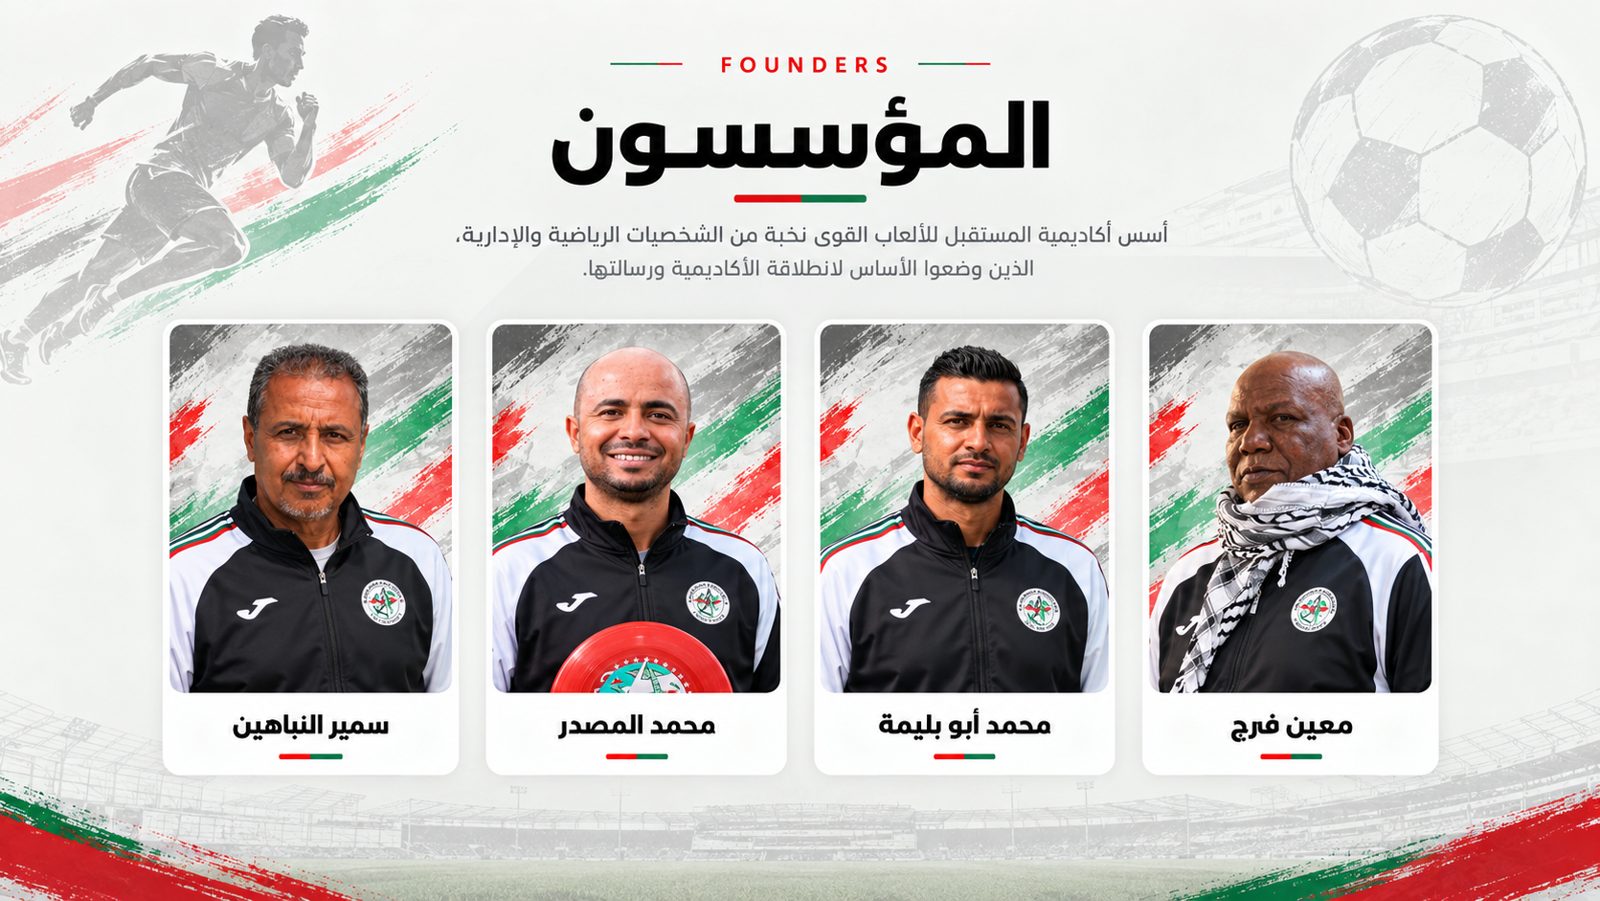 FOUNDERS
المؤسسون
أسس أكاديمية المستقبل للألعاب القوى نخبة من الشخصيات الرياضية والإدارية،
الذين وضعوا الأساس لانطلاقة الأكاديمية ورسالتها.
معين فرج
محمد أبو بليمة
محمد المصدر
سمير النباهين